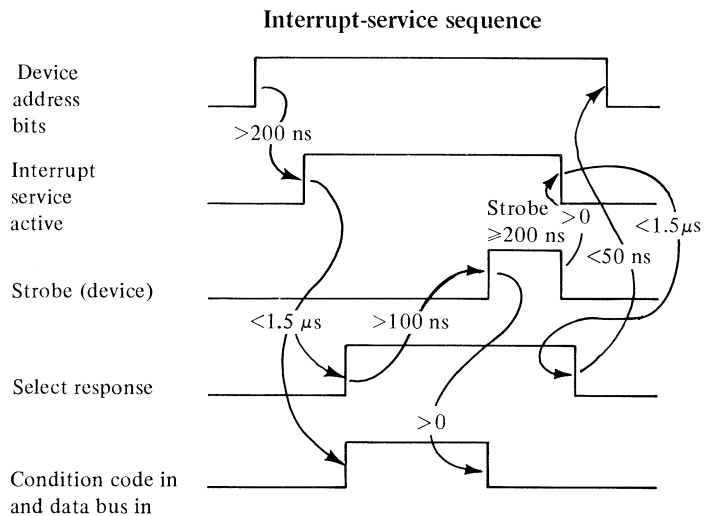 Interrupt-service sequence
Device
address
bits
>200 ns
Interrupt
service
active
Strobe
⩾200 ns
>0
<1.5 μs
<50 ns
Strobe (device)
<1.5 μs
>100 ns
Select response
>0
Condition code in
and data bus in